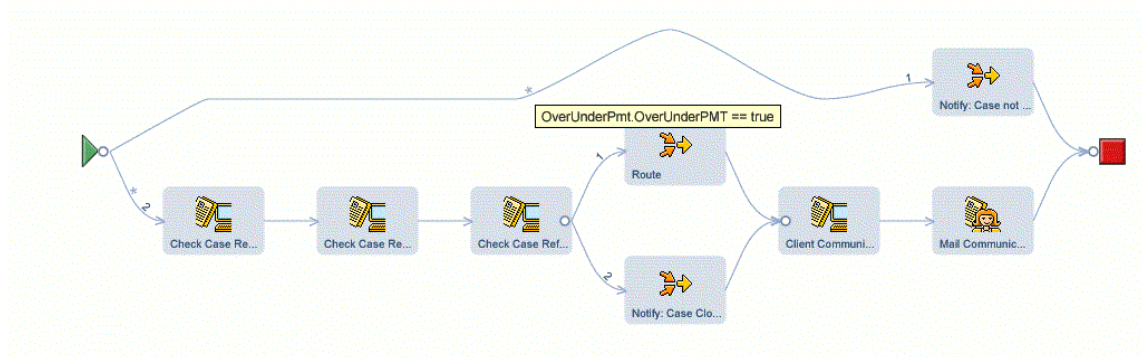 1
Notify: Case not ...
*
OverUnderPmt.OverUnderPMT == true
1
Route
*
2
Check Case Re...
Check Case Re...
Check Case Ref...
Client Communi...
Mail Communic...
2
Notify: Case Clo...